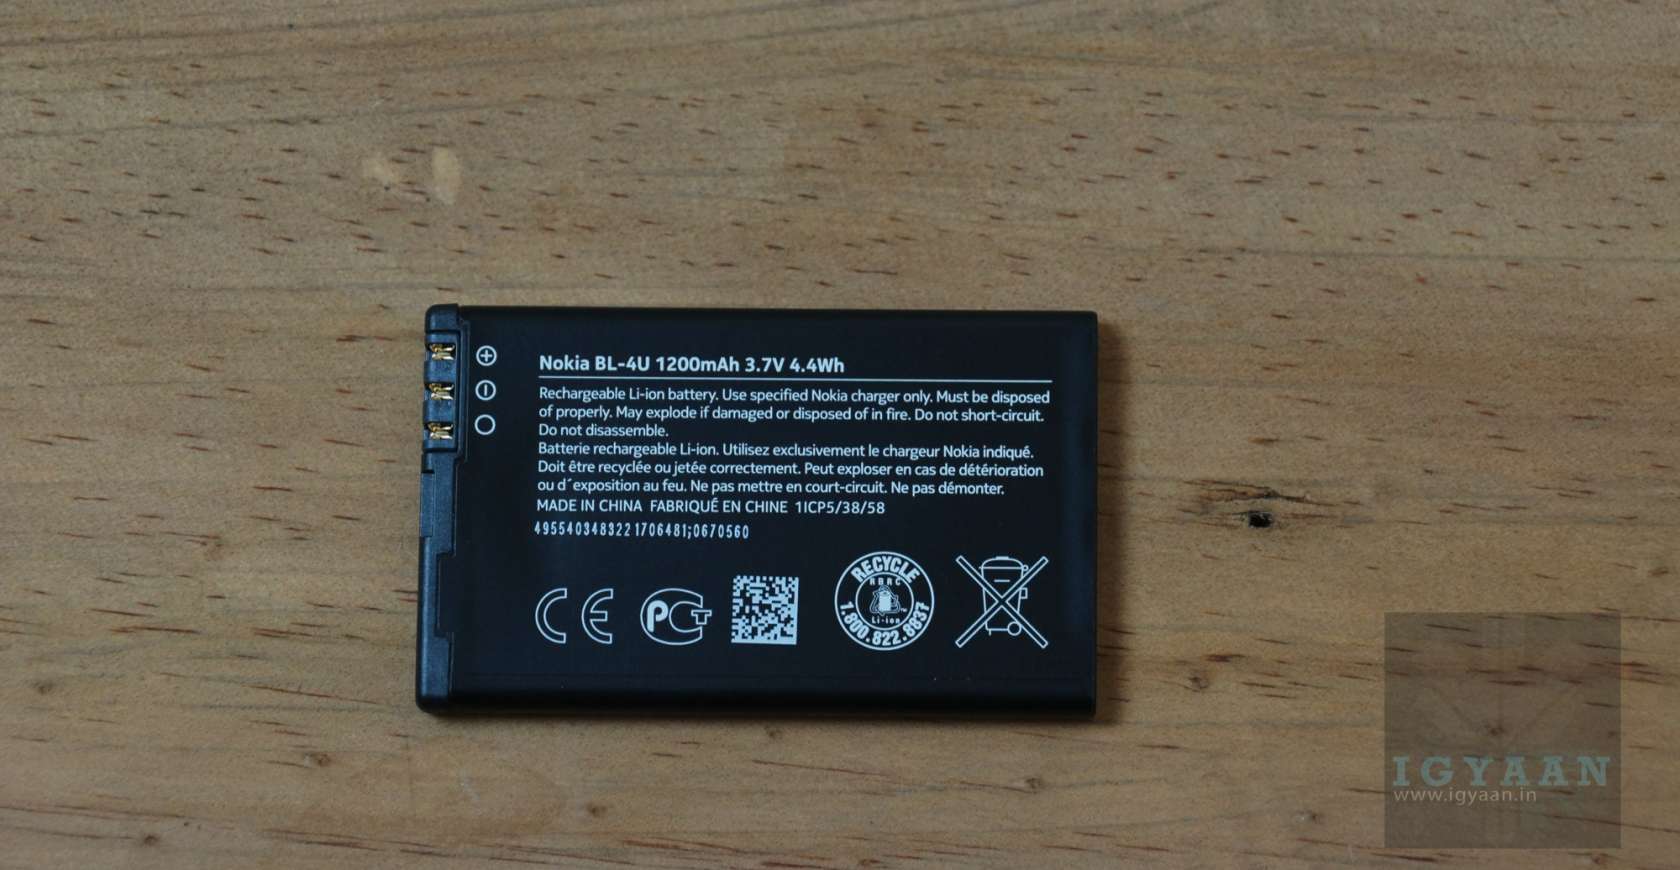 Nokia BL-4U 1200mAh 3.7V 4.4Wh
Rechargeable Li-ion battery. Use specified Nokia charger only. Must be disposed
of properly. May explode if damaged or disposed of in fire. Do not short-circuit.
Do not disassemble.
Batterie rechargeable Li-ion. Utilisez exclusivement le chargeur Nokia indiqué.
Doit être recyclée ou jetée correctement. Peut exploser en cas de détérioration
ou d´exposition au feu. Ne pas mettre en court-circuit. Ne pas démonter.
MADE IN CHINA FABRIQUÉ EN CHINE 1ICP5/38/58
4955403483221706481;0670560
CE
PCT
RECYCLE
RBRC
Li-ion
1.800.822.8837
IGYAAN
www.igyaan.in